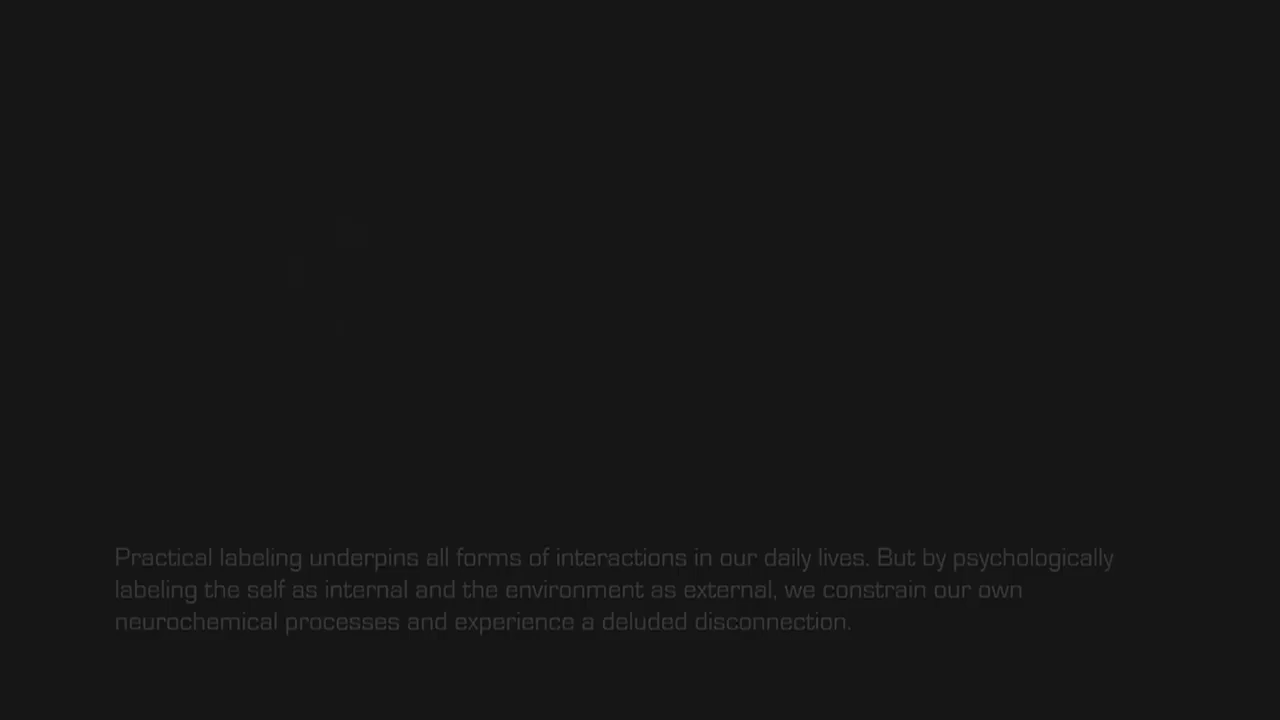 Practical labeling underpins all forms of interactions in our daily lives. But by psychologically
labeling the self as internal and the environment as external, we constrain our own
neurochemical processes and experience a deluded disconnection.